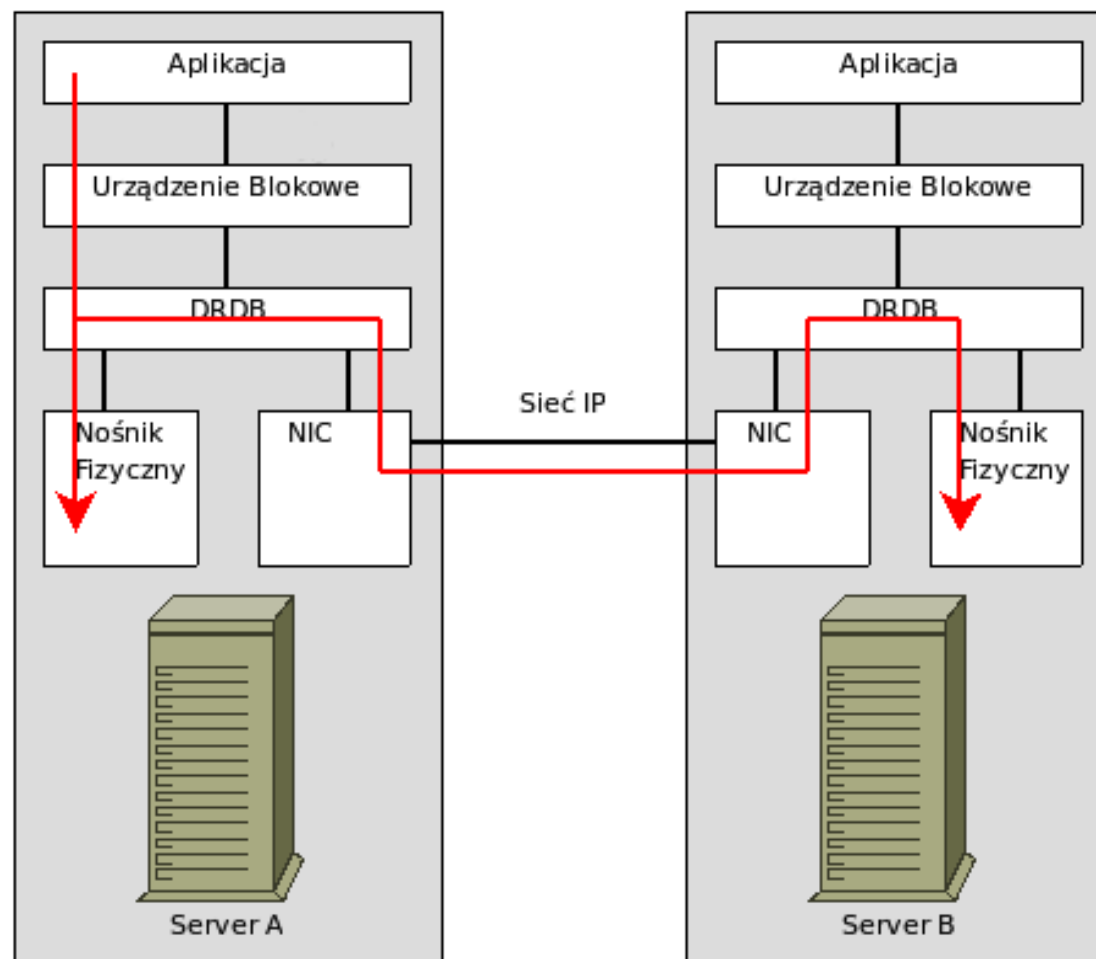 Aplikacja
Urządzenie Blokowe
DRDB
Nośnik
Fizyczny
NIC
Server A
Sieć IP
Aplikacja
Urządzenie Blokowe
DRDB
NIC
Nośnik
Fizyczny
Server B